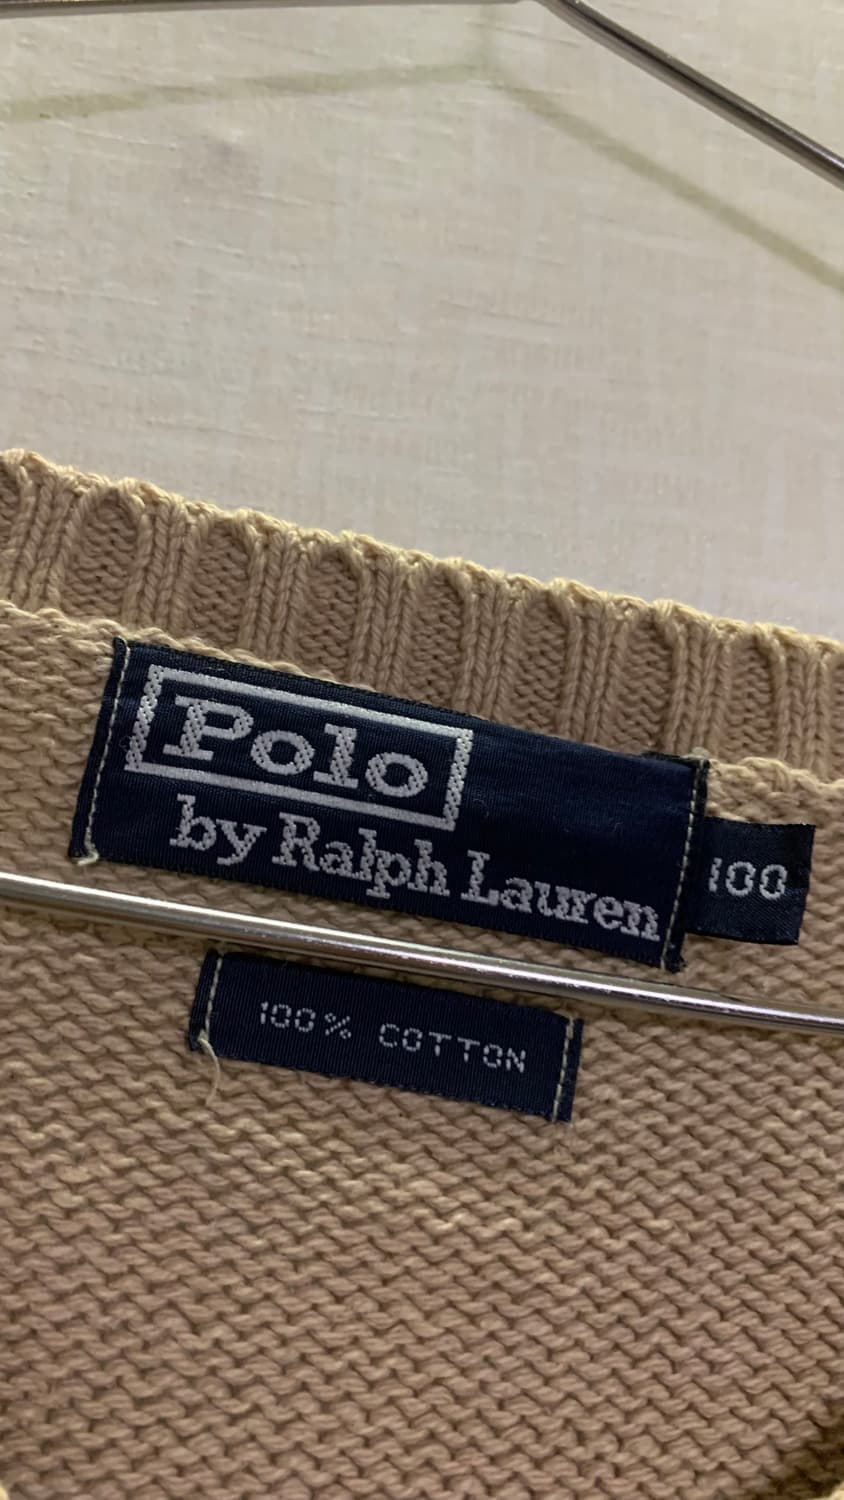 Polo
by Ralph Lauren
100
100% COTTON